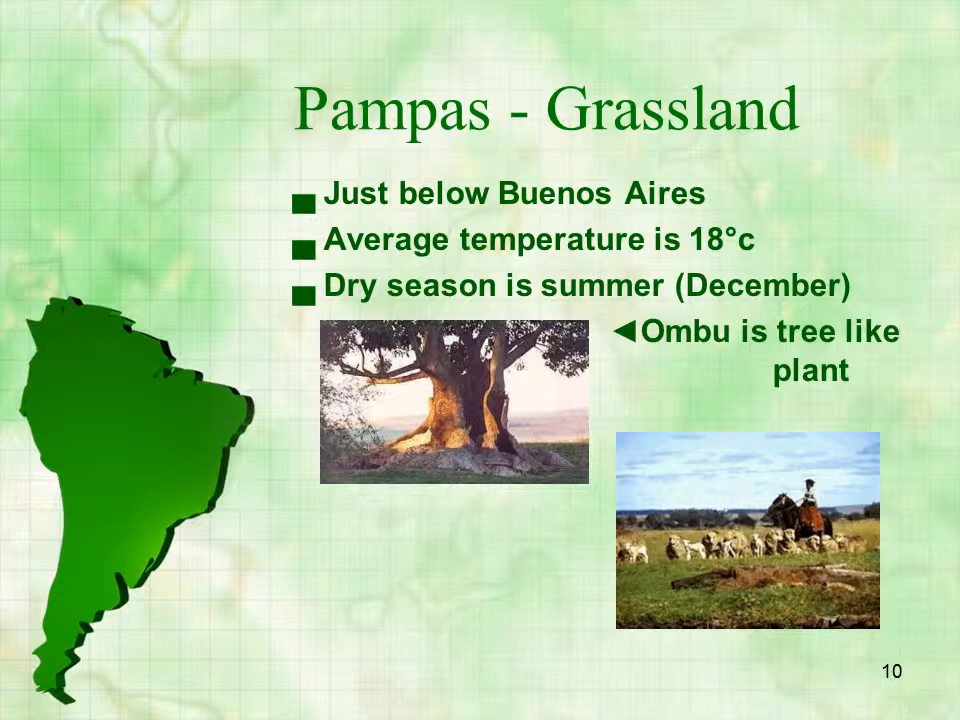 Pampas - Grassland
▄ Just below Buenos Aires
▄ Average temperature is 18°c
▄ Dry season is summer (December)
◄Ombu is tree like
plant
10